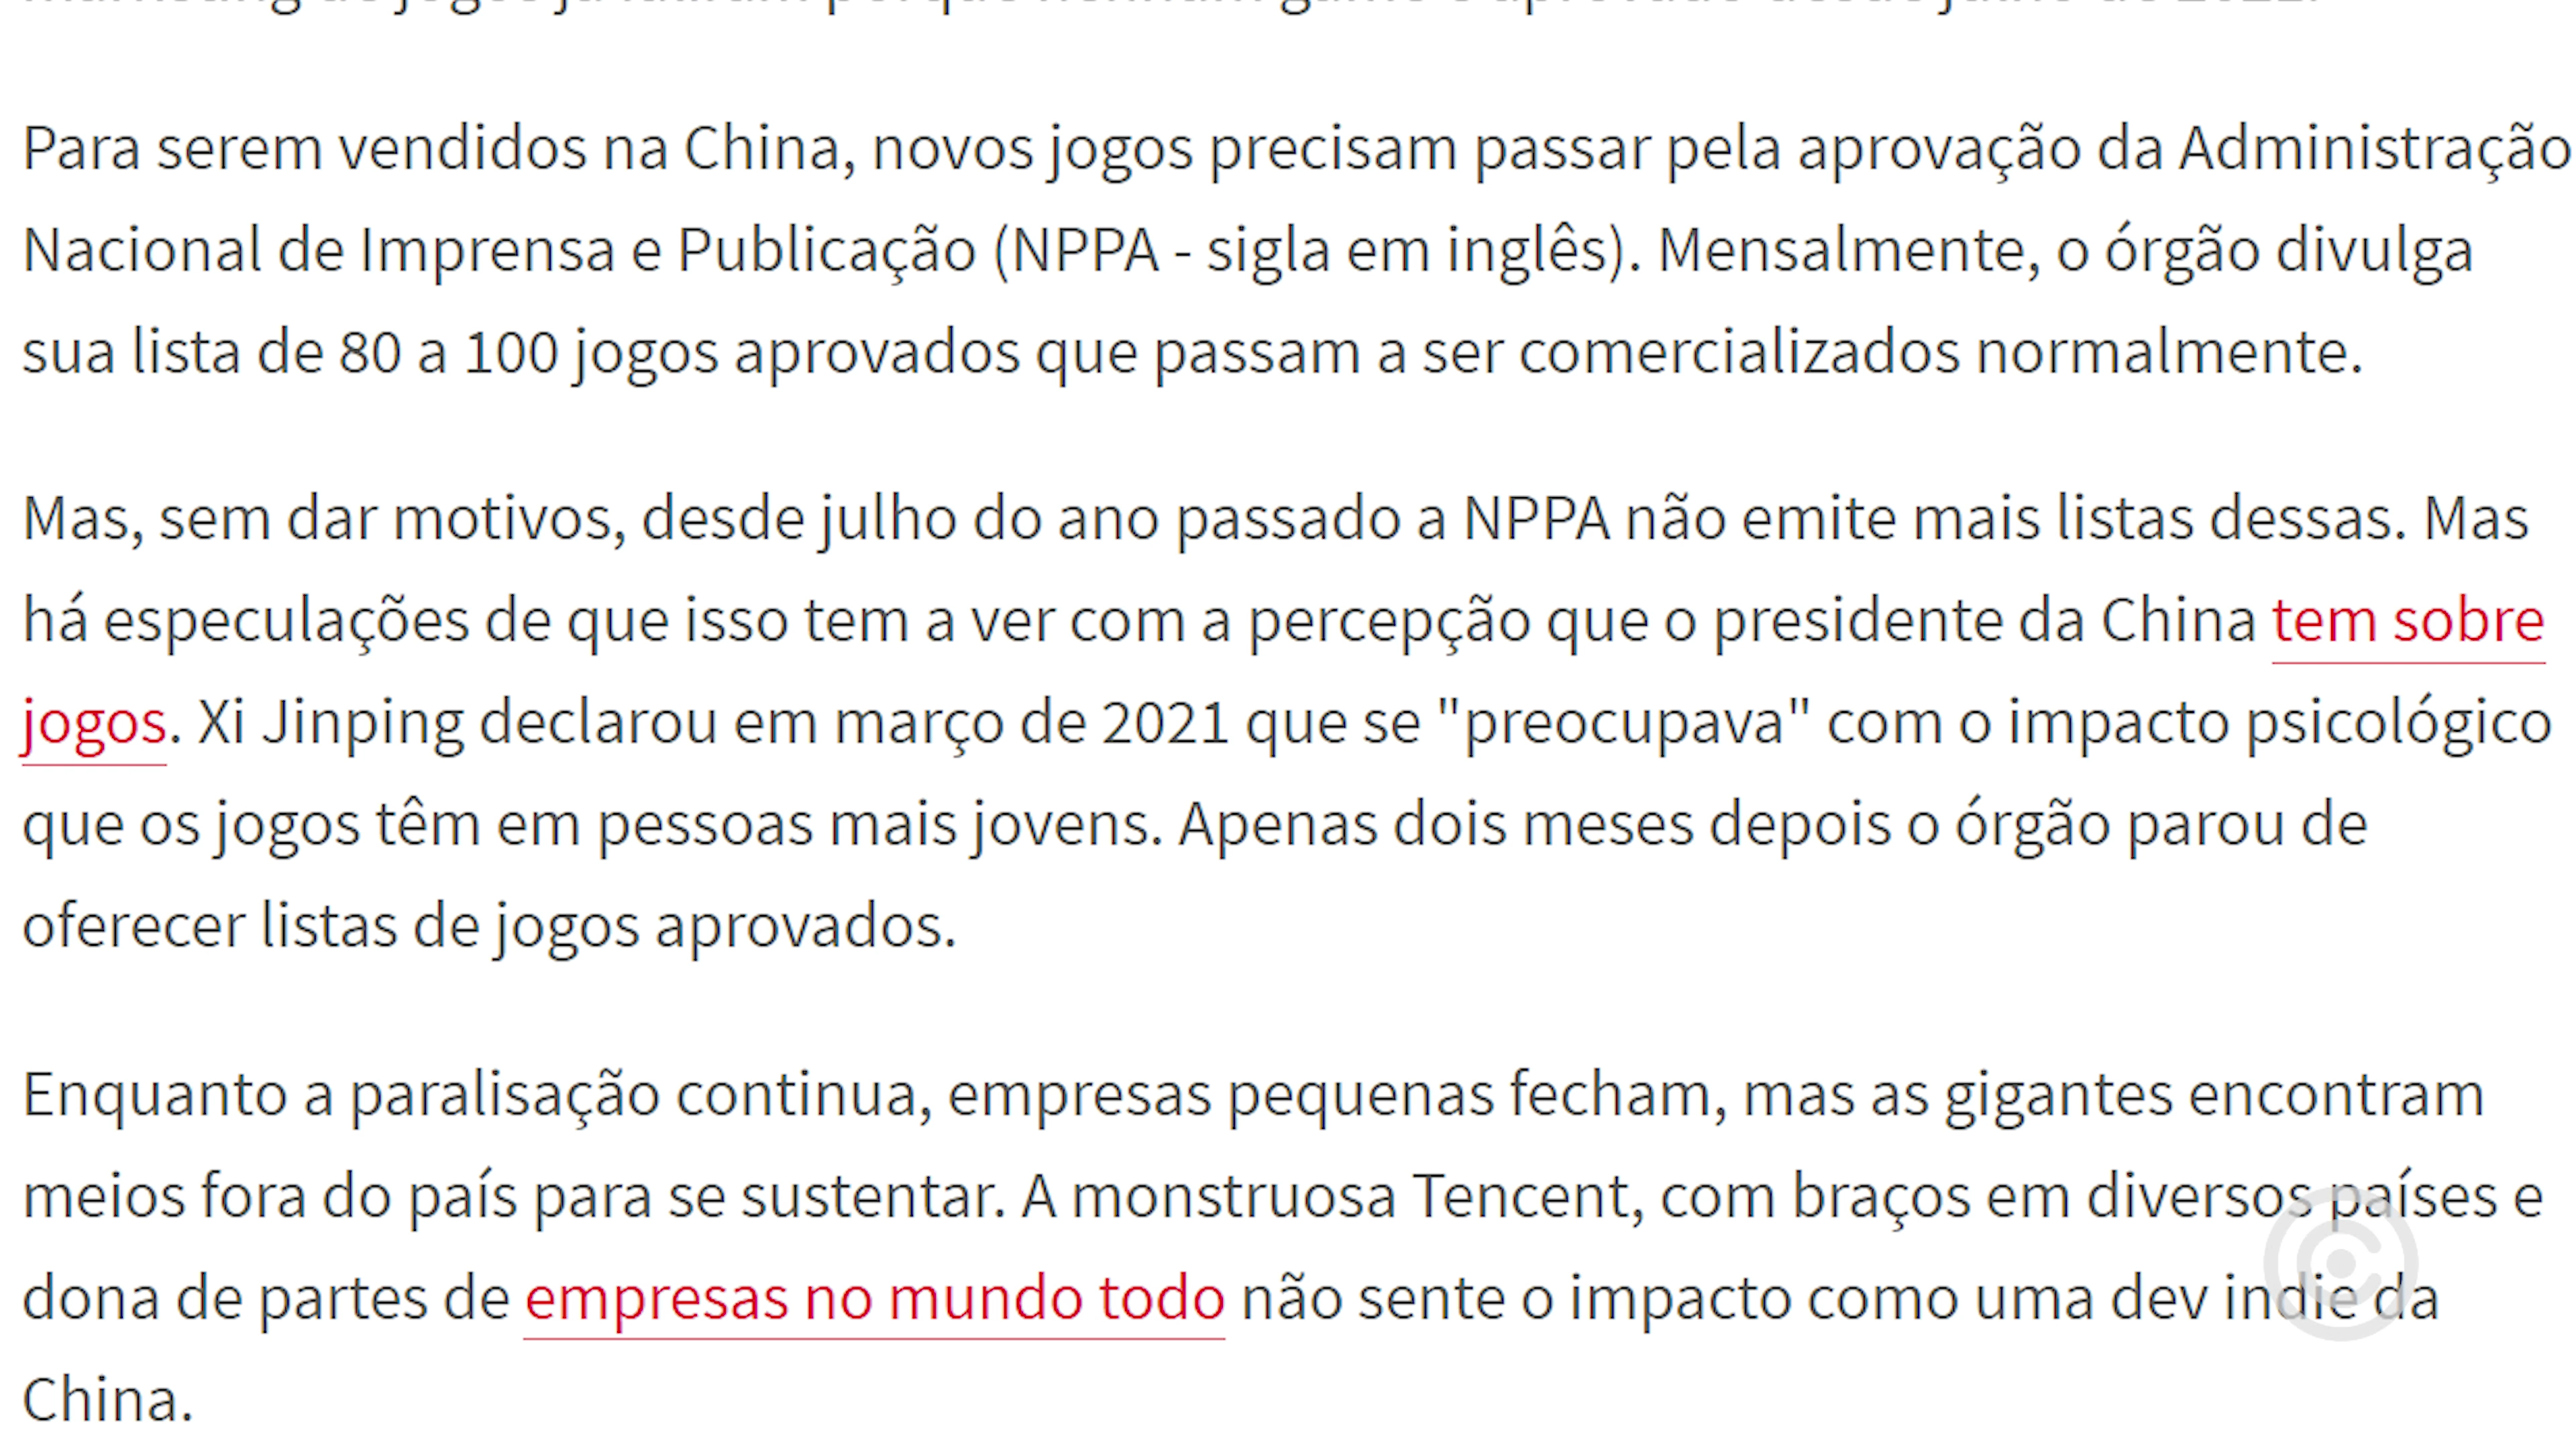 Para serem vendidos na China, novos jogos precisam passar pela aprovação da Administração
Nacional de Imprensa e Publicação (NPPA - sigla em inglês). Mensalmente, o órgão divulga
sua lista de 80 a 100 jogos aprovados que passam a ser comercializados normalmente.
Mas, sem dar motivos, desde julho do ano passado a NPPA não emite mais listas dessas. Mas
há especulações de que isso tem a ver com a percepção que o presidente da China tem sobre
jogos. Xi Jinping declarou em março de 2021 que se "preocupava" com o impacto psicológico
que os jogos têm em pessoas mais jovens. Apenas dois meses depois o órgão parou de
oferecer listas de jogos aprovados.
Enquanto a paralisação continua, empresas pequenas fecham, mas as gigantes encontram
meios fora do país para se sustentar. A monstruosa Tencent, com braços em diversos países e
dona de partes de empresas no mundo todo não sente o impacto como uma dev indie da
China.